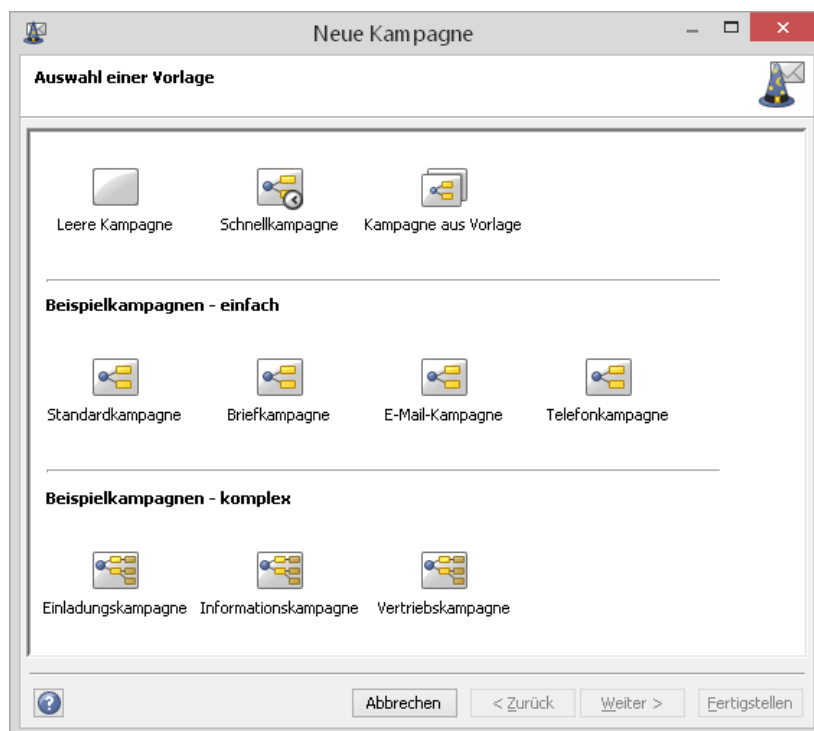 Neue Kampagne
Auswahl einer Vorlage
Leere Kampagne Schnellkampagne Kampagne aus Vorlage
Beispielkampagnen - einfach
Standardkampagne Briefkampagne E-Mail-Kampagne Telefonkampagne
Beispielkampagnen - komplex
Einladungskampagne Informationskampagne Vertriebskampagne
? Abbrechen < Zurück Weiter > Fertigstellen